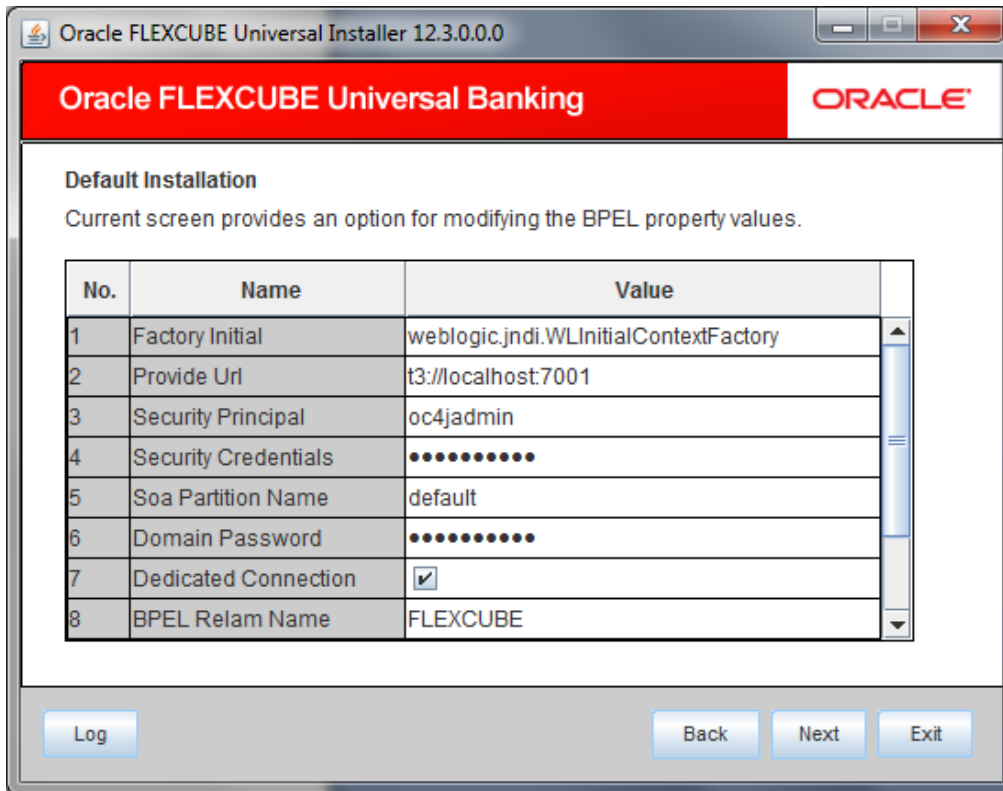 Oracle FLEXCUBE Universal Installer 12.3.0.0.0
Oracle FLEXCUBE Universal Banking
ORACLE
Default Installation
Current screen provides an option for modifying the BPEL property values.
No. Name Value
1 Factory Initial weblogic.jndi.WLInitialContextFactory
2 Provide Url t3://localhost:7001
3 Security Principal oc4jadmin
4 Security Credentials ●●●●●●●●●●
5 Soa Partition Name default
6 Domain Password ●●●●●●●●●●
7 Dedicated Connection
8 BPEL Relam Name FLEXCUBE
Log Back Next Exit